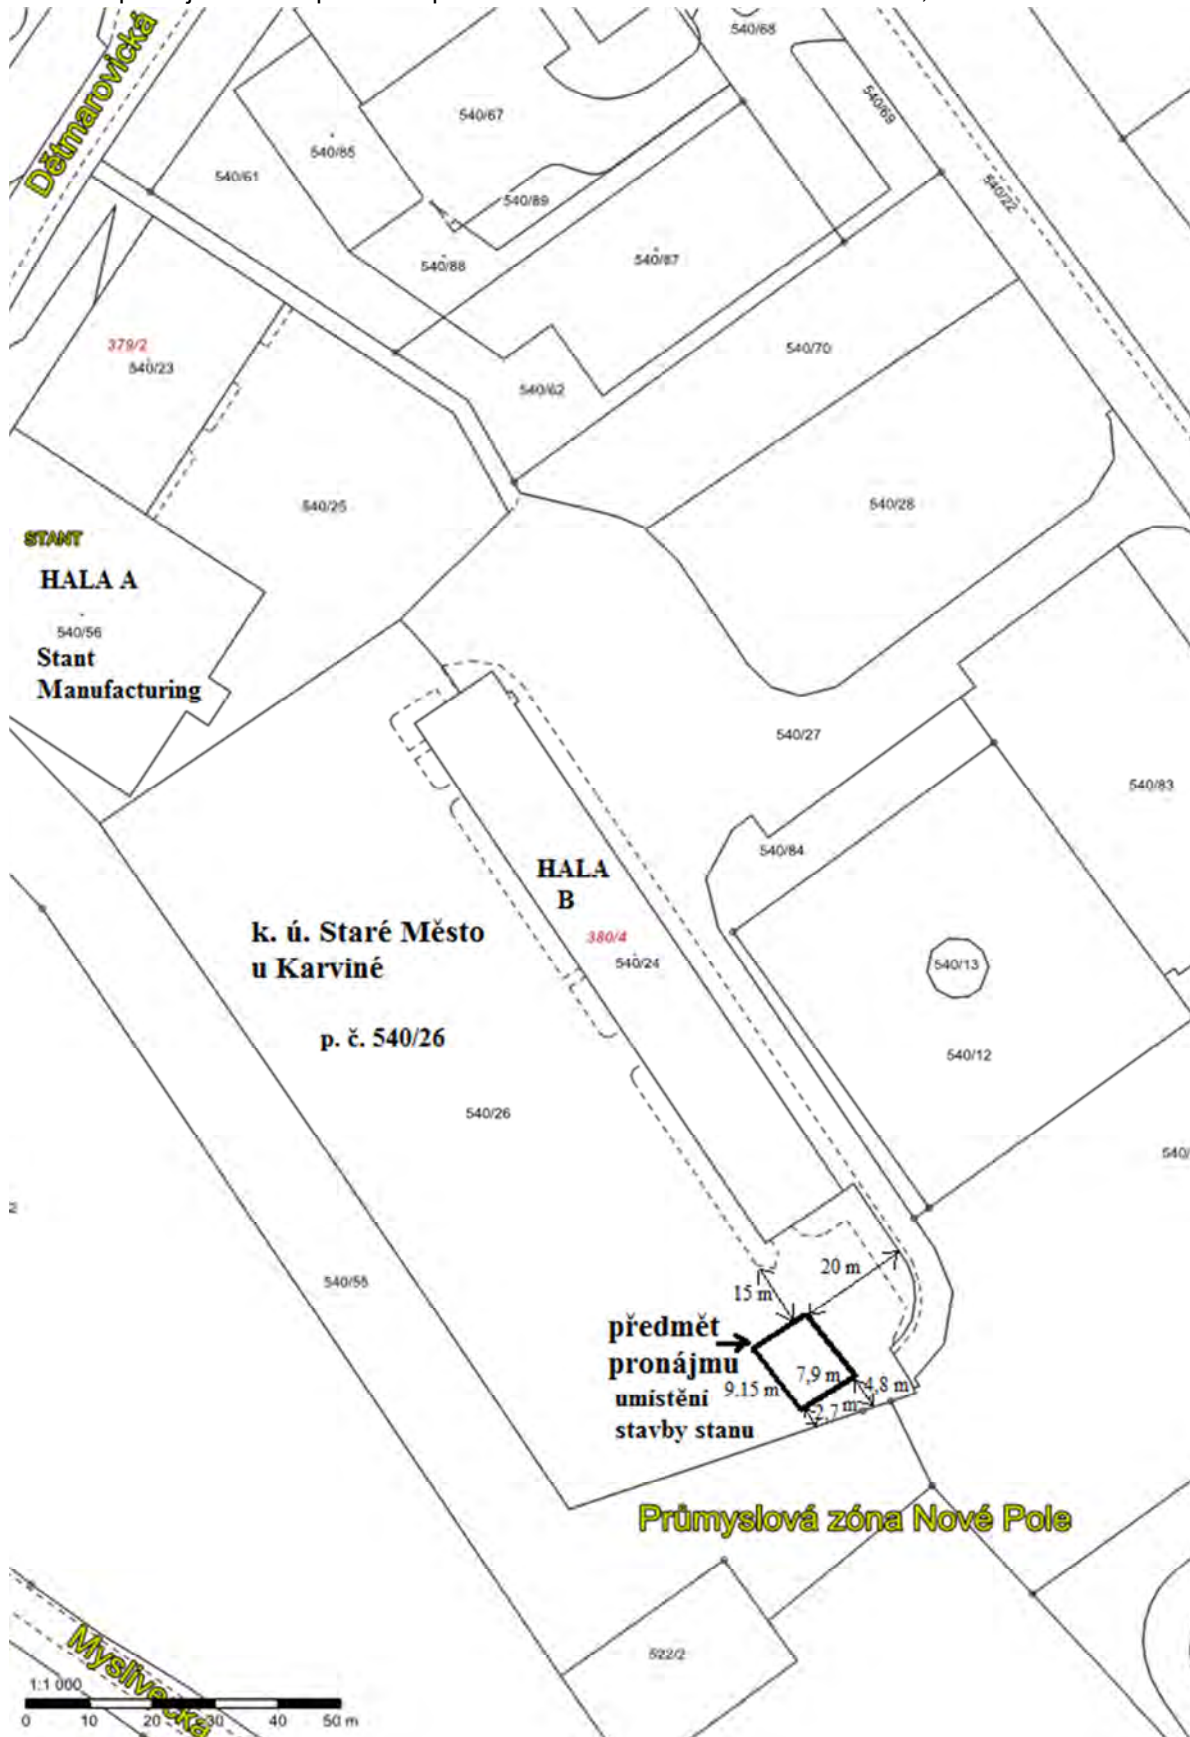 540/68
Dětmarovická
540/67
540/69
540/85
540/61
540/89
540/22
540/88
540/87
379/2
540/23
540/70
540/62
540/25
540/28
STANT
HALA A
540/56
Stant
Manufacturing
540/27
540/83
540/84
HALA
B
380/4
540/24
k. ú. Staré Město
u Karviné
540/13
p. č. 540/26
540/12
540/26
540/
540/55
20 m
15 m
předmět
pronájmu
umístění
stavby stanu
9.15 m
7,9 m
4,8 m
2,7 m
Průmyslová zóna Nové Pole
Myslivecká
522/2
1:1 000
0 10 20 30 40 50 m